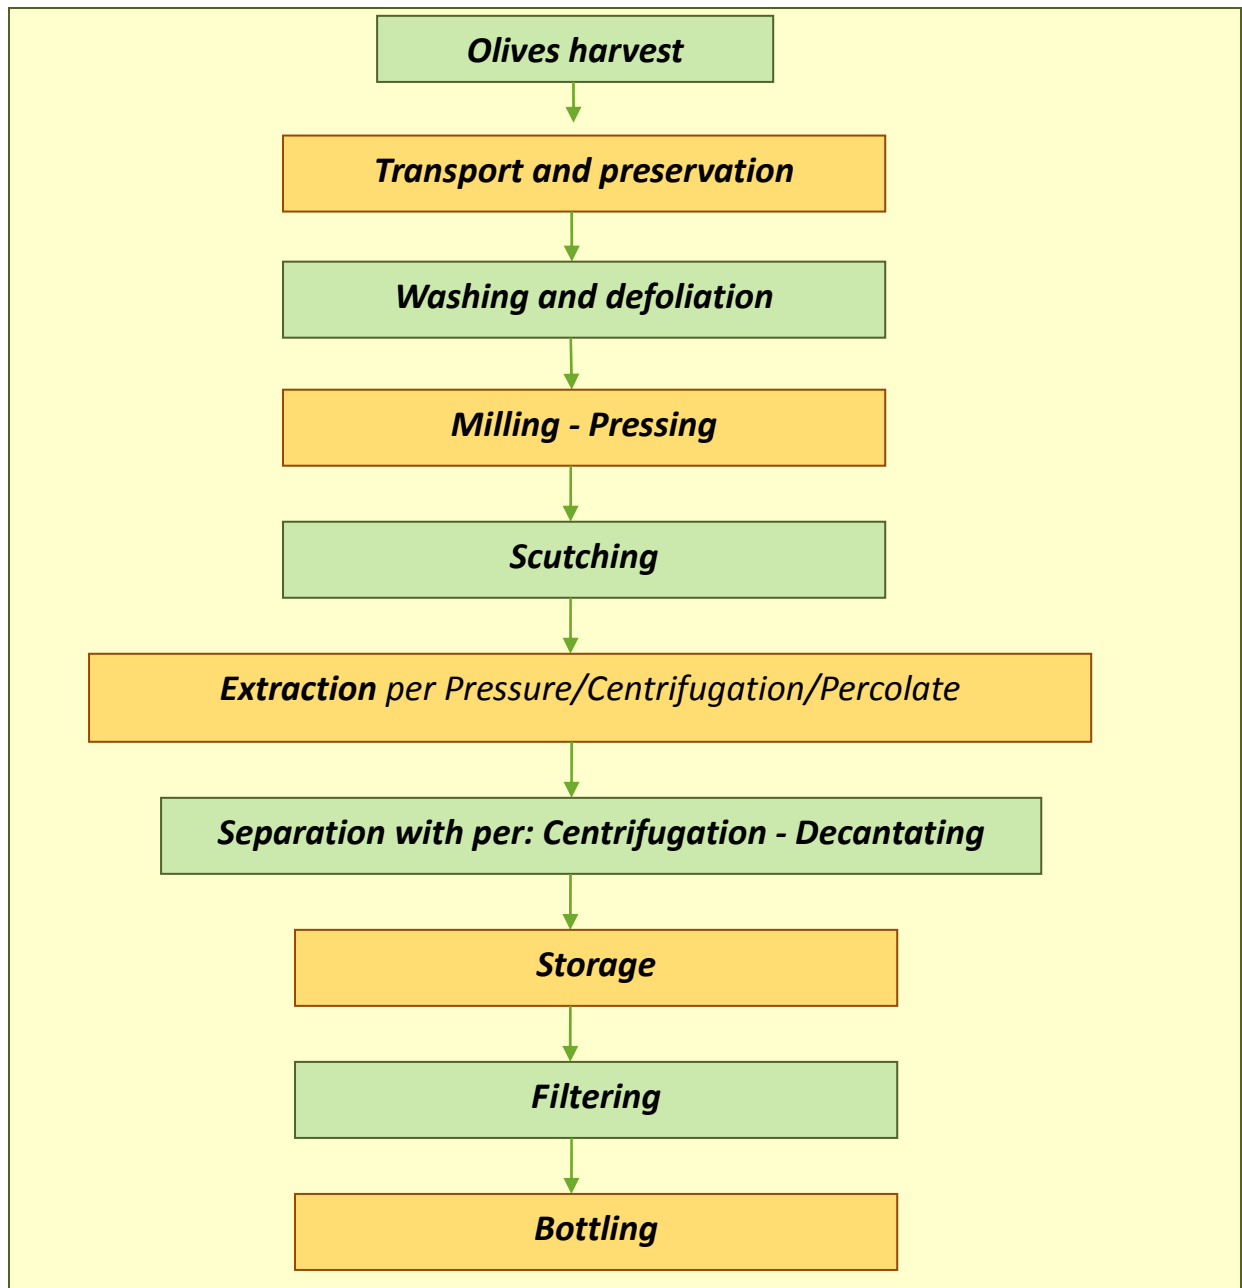 Olives harvest
Transport and preservation
Washing and defoliation
Milling - Pressing
Scutching
Extraction per Pressure/Centrifugation/Percolate
Separation with per: Centrifugation - Decantating
Storage
Filtering
Bottling